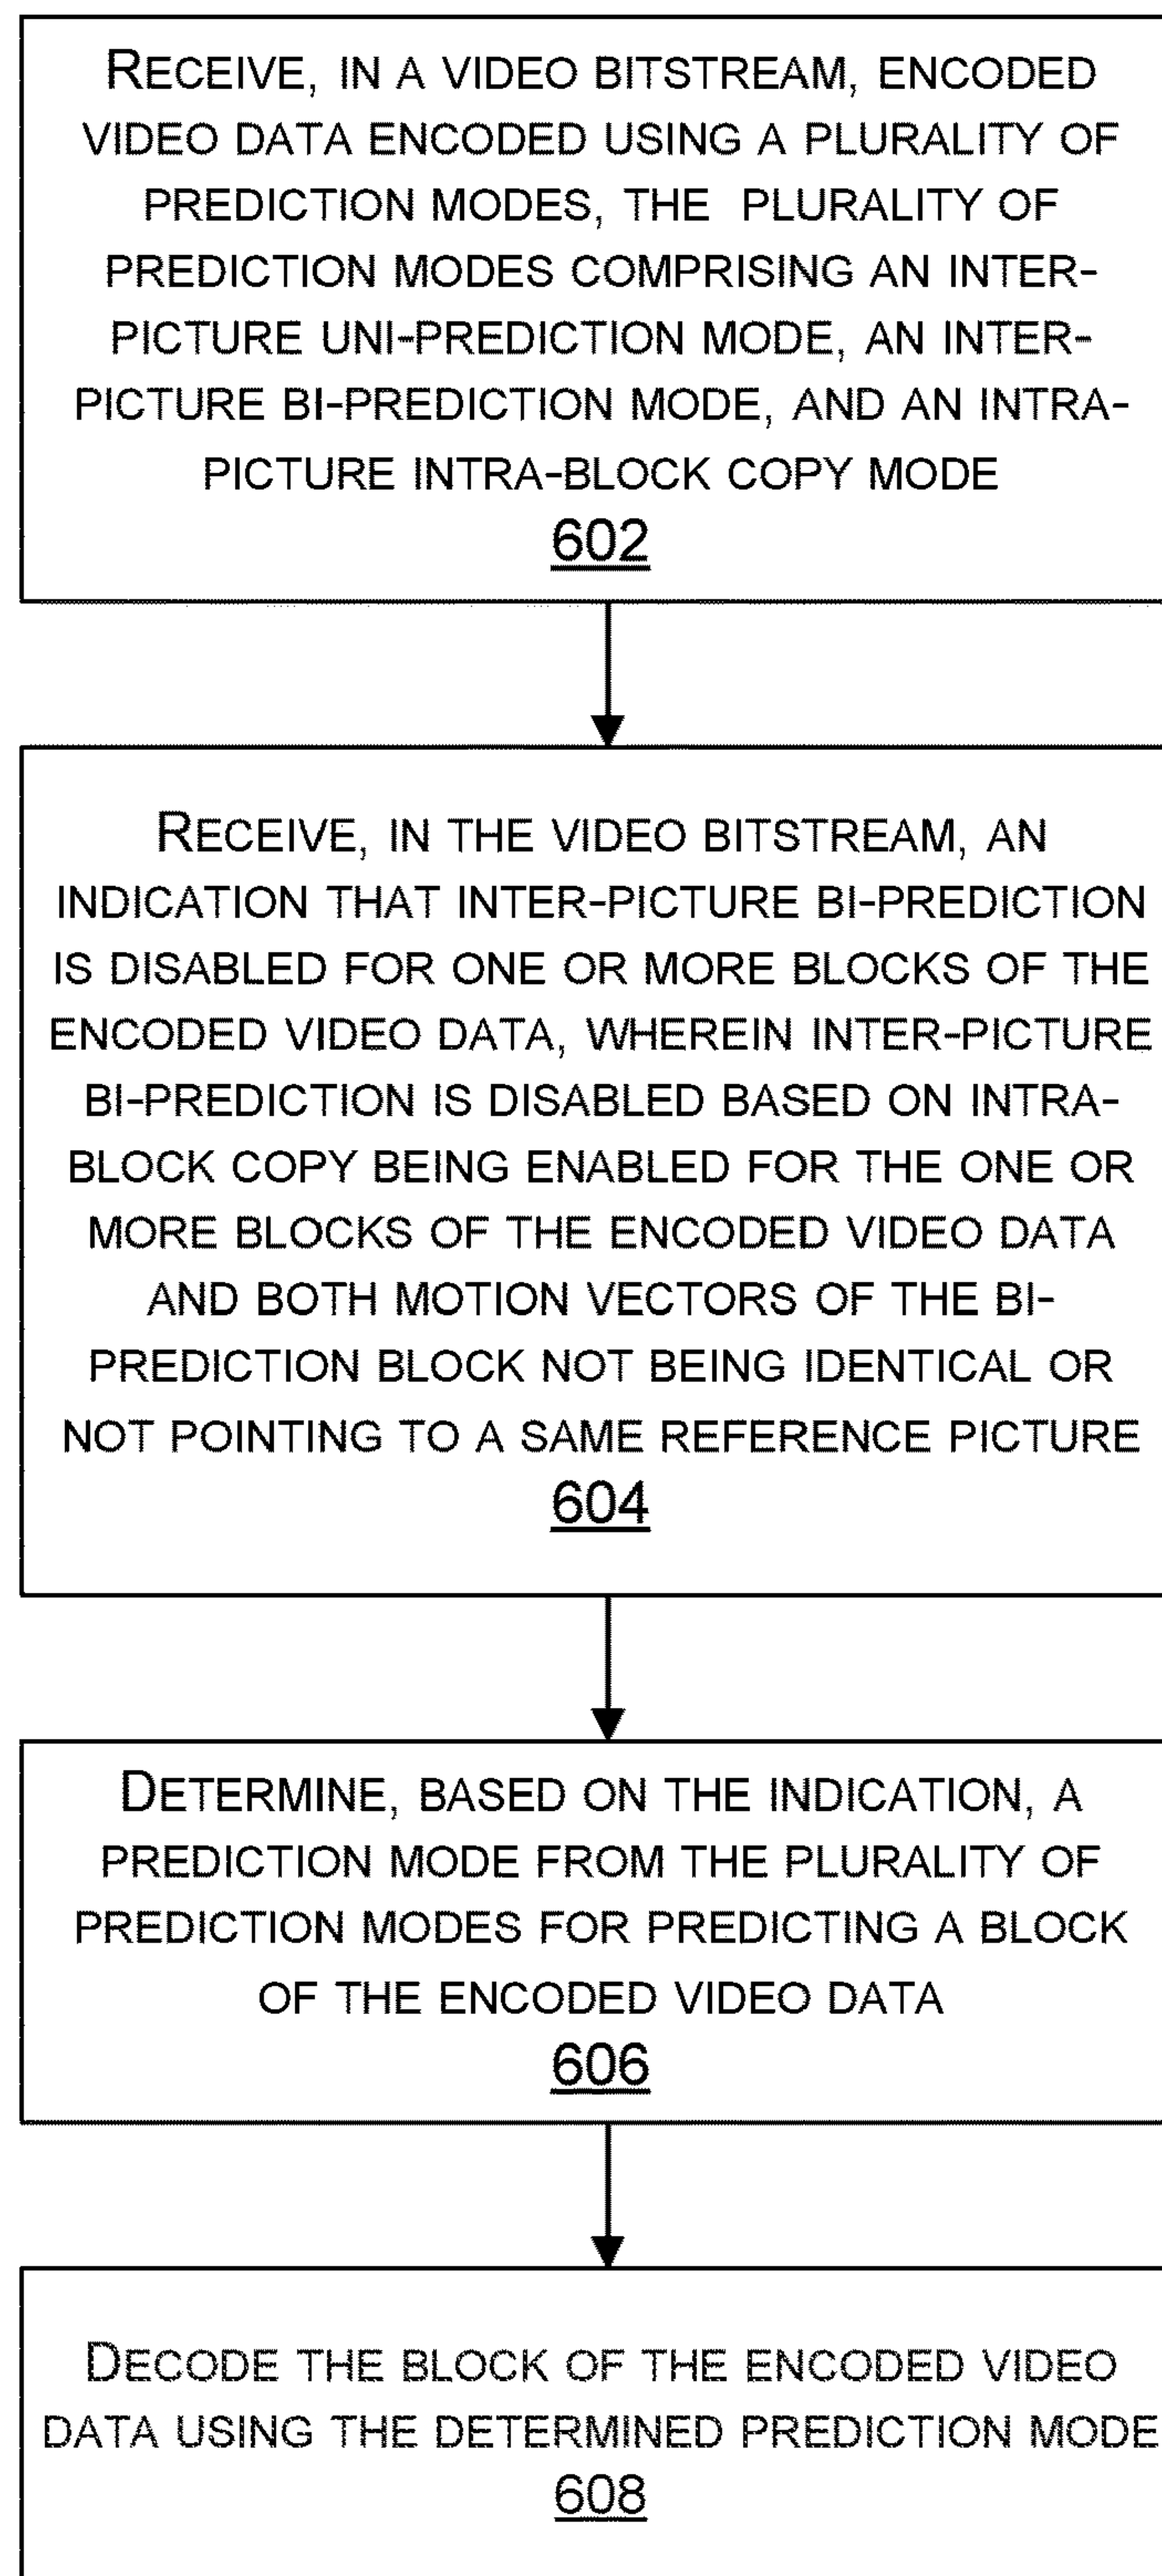 RECEIVE, IN A VIDEO BITSTREAM, ENCODED
VIDEO DATA ENCODED USING A PLURALITY OF
PREDICTION MODES, THE PLURALITY OF
PREDICTION MODES COMPRISING AN INTER-
PICTURE UNI-PREDICTION MODE, AN INTER-
PICTURE BI-PREDICTION MODE, AND AN INTRA-
PICTURE INTRA-BLOCK COPY MODE
602
RECEIVE, IN THE VIDEO BITSTREAM, AN
INDICATION THAT INTER-PICTURE BI-PREDICTION
IS DISABLED FOR ONE OR MORE BLOCKS OF THE
ENCODED VIDEO DATA, WHEREIN INTER-PICTURE
BI-PREDICTION IS DISABLED BASED ON INTRA-
BLOCK COPY BEING ENABLED FOR THE ONE OR
MORE BLOCKS OF THE ENCODED VIDEO DATA
AND BOTH MOTION VECTORS OF THE BI-
PREDICTION BLOCK NOT BEING IDENTICAL OR
NOT POINTING TO A SAME REFERENCE PICTURE
604
DETERMINE, BASED ON THE INDICATION, A
PREDICTION MODE FROM THE PLURALITY OF
PREDICTION MODES FOR PREDICTING A BLOCK
OF THE ENCODED VIDEO DATA
606
DECODE THE BLOCK OF THE ENCODED VIDEO
DATA USING THE DETERMINED PREDICTION MODE
608